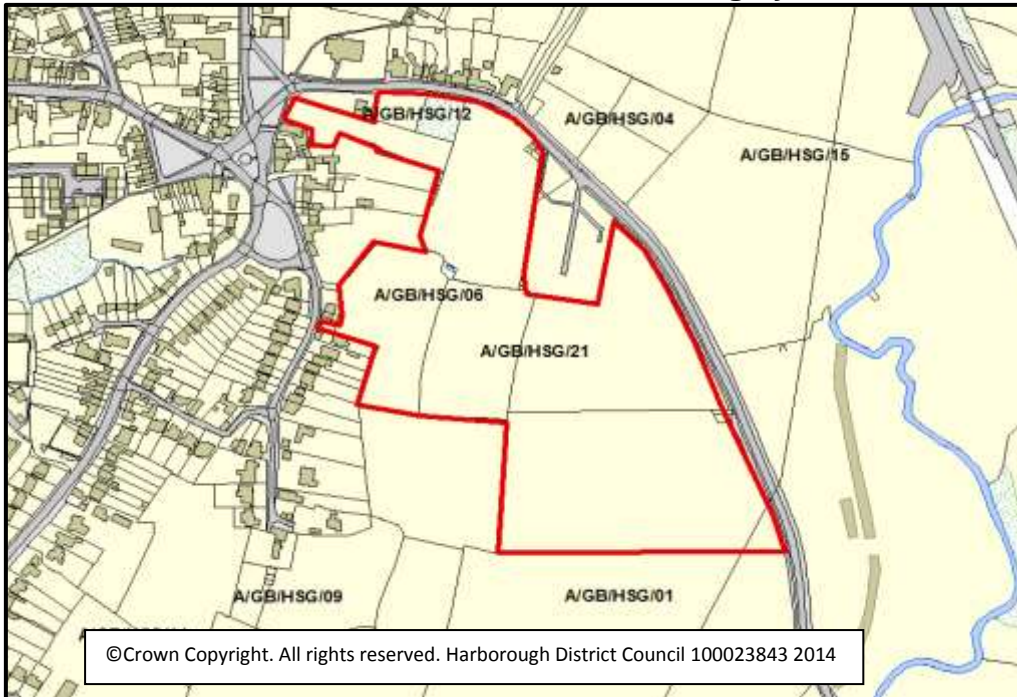 A/GB/HSG/12
A/GB/HSG/04
A/GB/HSG/15
A/GB/HSG/06
A/GB/HSG/21
A/GB/HSG/09
A/GB/HSG/01
©Crown Copyright. All rights reserved. Harborough District Council 100023843 2014